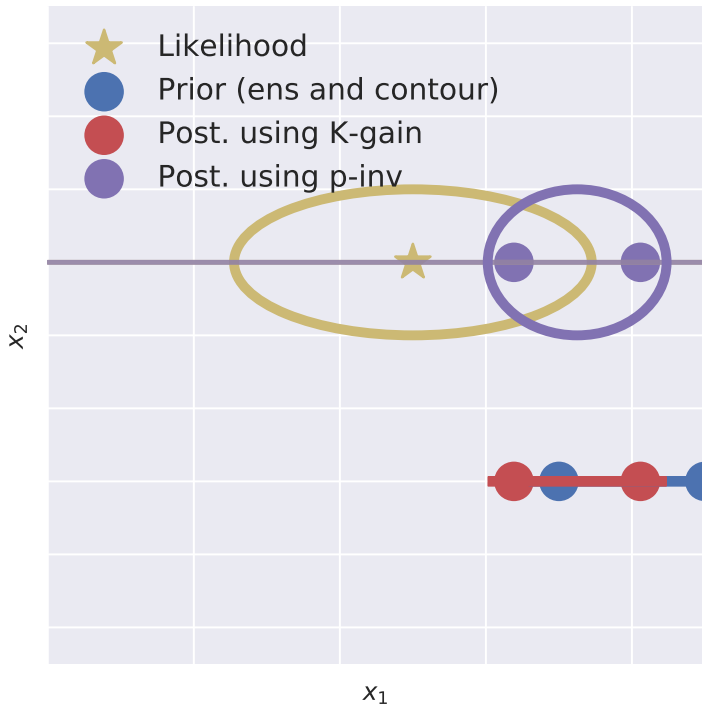 Likelihood
Prior (ens and contour)
Post. using K-gain
Post. using p-inv
x₂
x₁